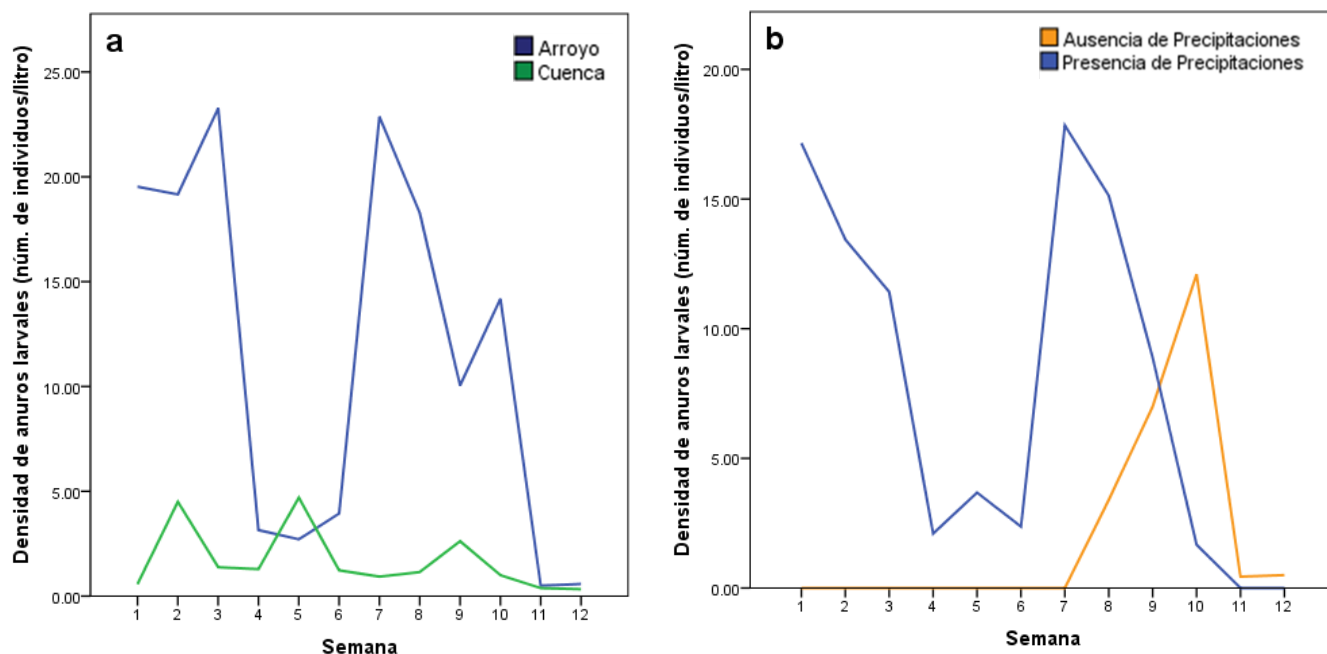 a
Arroyo
Cuenca
Densidad de anuros larvales (núm. de individuos/litro)
25.00
20.00
15.00
10.00
5.00
0.00
1 2 3 4 5 6 7 8 9 10 11 12
Semana
b
Ausencia de Precipitaciones
Presencia de Precipitaciones
Densidad de anuros larvales (núm. de individuos/litro)
20.00
15.00
10.00
5.00
0.00
1 2 3 4 5 6 7 8 9 10 11 12
Semana